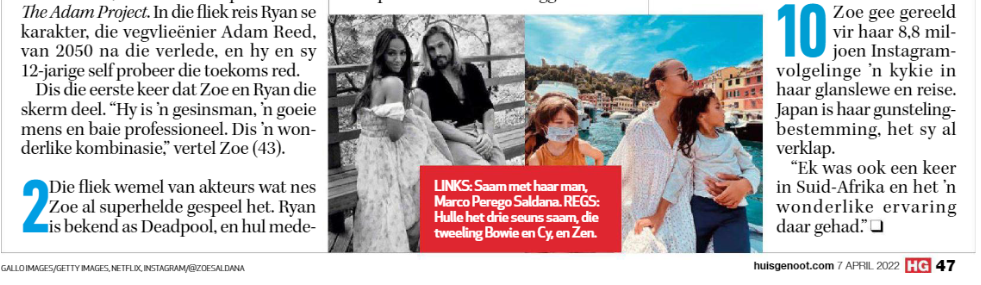 The Adam Project. In die fliek reis Ryan se
karakter, die vegvlieënier Adam Reed,
van 2050 na die verlede, en hy en sy
12-jarige self probeer die toekoms red.
Dis die eerste keer dat Zoe en Ryan die
skerm deel. “Hy is ’n gesinsman, ’n goeie
mens en baie professioneel. Dis ’n won-
derlike kombinasie,” vertel Zoe (43).
2 Die fliek wemel van akteurs wat nes
Zoe al superhelde gespeel het. Ryan
is bekend as Deadpool, en hul mede-
LINKS: Saam met haar man,
Marco Perego Saldana. REGS:
Hulle het drie seuns saam, die
tweeling Bowie en Cy, en Zen.
10 Zoe gee gereeld
vir haar 8,8 mil-
joen Instagram-
volgelinge ’n kykie in
haar glanslewe en reise.
Japan is haar gunsteling-
bestemming, het sy al
verklap.
“Ek was ook een keer
in Suid-Afrika en het ’n
wonderlike ervaring
daar gehad.” ❏
GALLO IMAGES/GETTY IMAGES, NETFLIX, INSTAGRAM/@ZOESALDANA
huisgenoot.com 7 APRIL 2022 HG 47